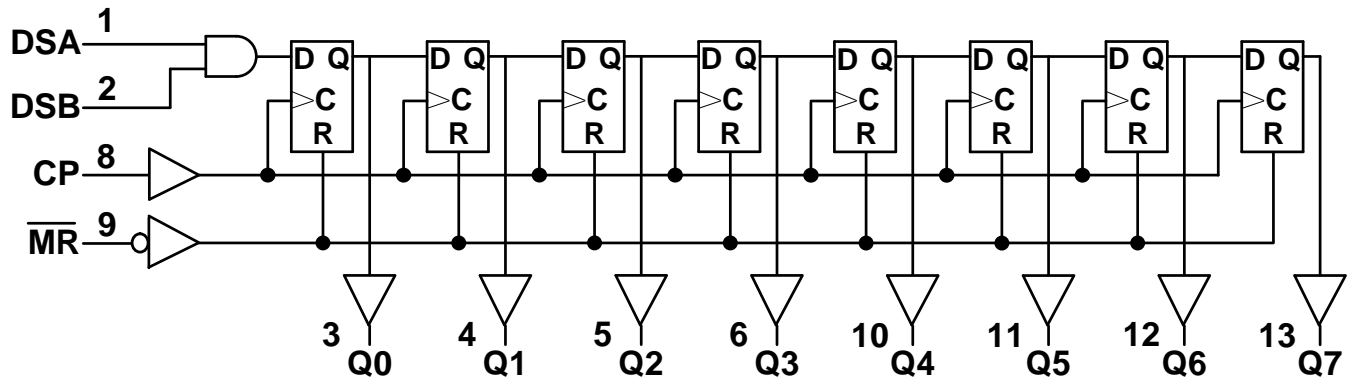 1
DSA
2
DSB
D Q D Q D Q D Q D Q D Q D Q D Q
C C C C C C C C
R R R R R R R R
8
CP
9
MR
3 4 5 6 10 11 12 13
Q0 Q1 Q2 Q3 Q4 Q5 Q6 Q7